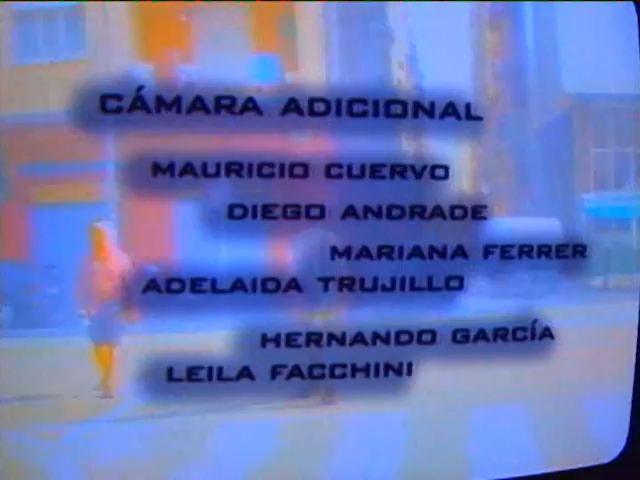 CÁMARA ADICIONAL
MAURICIO CUERVO
DIEGO ANDRADE
MARIANA FERRER
ADELAIDA TRUJILLO
HERNANDO GARCÍA
LEILA FACCHINI